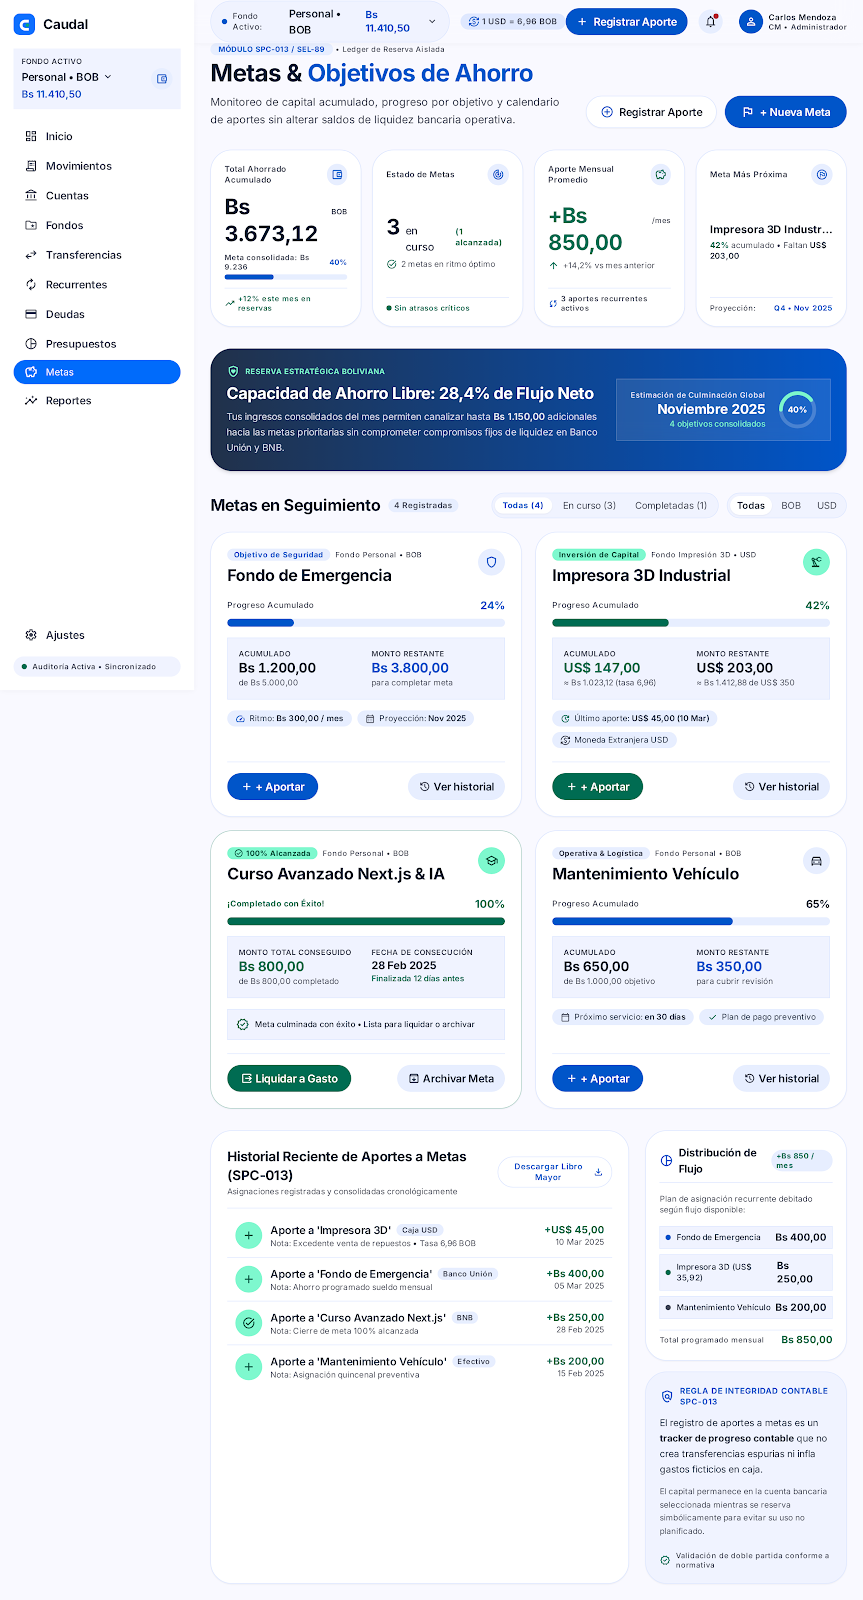 Caudal
FONDO ACTIVO
Personal • BOB
Bs 11.410,50
Inicio
Movimientos
Cuentas
Fondos
Transferencias
Recurrentes
Deudas
Presupuestos
Metas
Reportes
Ajustes
Auditoría Activa • Sincronizado
Fondo Activo:
Personal • BOB
Bs 11.410,50
1 USD = 6,96 BOB
Registrar Aporte
Carlos Mendoza
CM • Administrador
MÓDULO SPC-013 / SEL-89 • Ledger de Reserva Aislada
Metas & Objetivos de Ahorro
Monitoreo de capital acumulado, progreso por objetivo y calendario
de aportes sin alterar saldos de liquidez bancaria operativa.
Registrar Aporte
+ Nueva Meta
Total Ahorrado
Acumulado
Bs
3.673,12
BOB
Meta consolidada: Bs
9.236
40%
+12% este mes en
reservas
Estado de Metas
3 en
curso
(1
alcanzada)
2 metas en ritmo óptimo
Sin atrasos críticos
Aporte Mensual
Promedio
+Bs
850,00
/mes
+14,2% vs mes anterior
3 aportes recurrentes
activos
Meta Más Próxima
Impresora 3D Industr...
42% acumulado • Faltan US$
203,00
Proyección:
Q4 • Nov 2025
RESERVA ESTRATÉGICA BOLIVIANA
Capacidad de Ahorro Libre: 28,4% de Flujo Neto
Tus ingresos consolidados del mes permiten canalizar hasta Bs 1.150,00 adicionales
hacia las metas prioritarias sin comprometer compromisos fijos de liquidez en Banco
Unión y BNB.
Estimación de Culminación Global
Noviembre 2025
4 objetivos consolidados
40%
Metas en Seguimiento
4 Registradas
Todas (4)
En curso (3)
Completadas (1)
Todas
BOB
USD
Objetivo de Seguridad
Fondo Personal • BOB
Fondo de Emergencia
Progreso Acumulado
24%
ACUMULADO
Bs 1.200,00
de Bs 5.000,00
MONTO RESTANTE
Bs 3.800,00
para completar meta
Ritmo: Bs 300,00 / mes
Proyección: Nov 2025
+ Aportar
Ver historial
Inversión de Capital
Fondo Impresión 3D • USD
Impresora 3D Industrial
Progreso Acumulado
42%
ACUMULADO
US$ 147,00
≈ Bs 1.023,12 (tasa 6,96)
MONTO RESTANTE
US$ 203,00
≈ Bs 1.412,88 de US$ 350
Último aporte: US$ 45,00 (10 Mar)
Moneda Extranjera USD
+ Aportar
Ver historial
100% Alcanzada
Fondo Personal • BOB
Curso Avanzado Next.js & IA
¡Completado con Éxito!
100%
MONTO TOTAL CONSEGUIDO
Bs 800,00
de Bs 800,00 completado
FECHA DE CONSECUCIÓN
28 Feb 2025
Finalizada 12 días antes
Meta culminada con éxito • Lista para liquidar o archivar
Liquidar a Gasto
Archivar Meta
Operativa & Logística
Fondo Personal • BOB
Mantenimiento Vehículo
Progreso Acumulado
65%
ACUMULADO
Bs 650,00
de Bs 1.000,00 objetivo
MONTO RESTANTE
Bs 350,00
para cubrir revisión
Próximo servicio: en 30 días
Plan de pago preventivo
+ Aportar
Ver historial
Historial Reciente de Aportes a Metas
(SPC-013)
Asignaciones registradas y consolidadas cronológicamente
Descargar Libro
Mayor
Aporte a 'Impresora 3D'
Caja USD
Nota: Excedente venta de repuestos • Tasa 6,96 BOB
+US$ 45,00
10 Mar 2025
Aporte a 'Fondo de Emergencia'
Banco Unión
Nota: Ahorro programado sueldo mensual
+Bs 400,00
05 Mar 2025
Aporte a 'Curso Avanzado Next.js'
BNB
Nota: Cierre de meta 100% alcanzada
+Bs 250,00
28 Feb 2025
Aporte a 'Mantenimiento Vehículo'
Efectivo
Nota: Asignación quincenal preventiva
+Bs 200,00
15 Feb 2025
Distribución de
Flujo
+Bs 850 /
mes
Plan de asignación recurrente debitado
según flujo disponible:
Fondo de Emergencia
Bs 400,00
Impresora 3D (US$
35,92)
Bs
250,00
Mantenimiento Vehículo
Bs 200,00
Total programado mensual
Bs 850,00
REGLA DE INTEGRIDAD CONTABLE
SPC-013
El registro de aportes a metas es un
tracker de progreso contable que no
crea transferencias espurias ni infla
gastos ficticios en caja.
El capital permanece en la cuenta bancaria
seleccionada mientras se reserva
simbólicamente para evitar su uso no
planificado.
Validación de doble partida conforme a
normativa